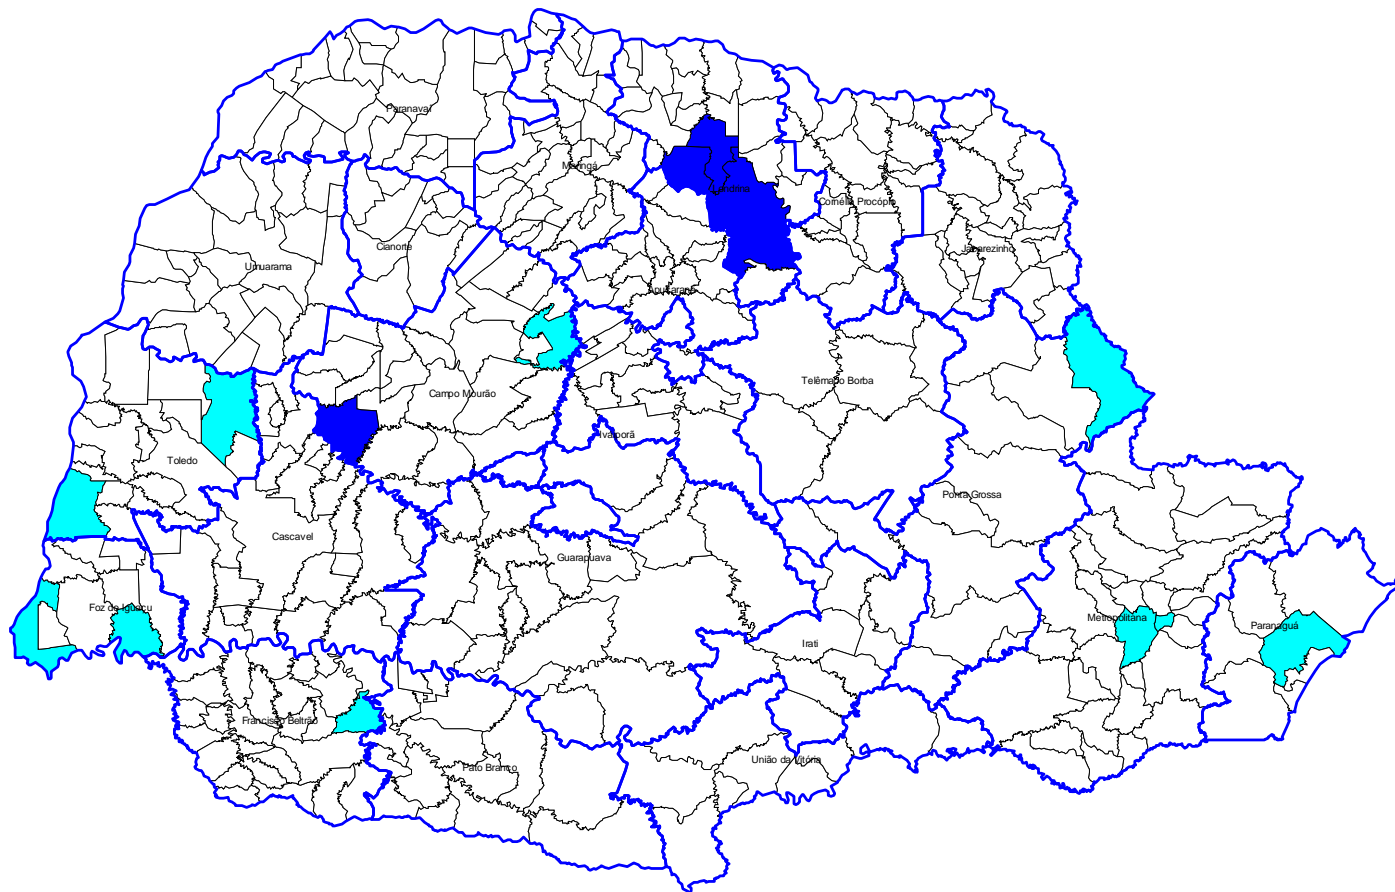 Paranavaí
Maringá
Londrina
Cornélio Procópio
Cianorte
Jacarezinho
Umuarama
Apucarana
Campo Mourão
Telêmaco Borba
Ivaiporã
Toledo
Ponta Grossa
Cascavel
Guarapuava
Foz do Iguaçu
Metropolitana
Paranaguá
Irati
Francisco Beltrão
União da Vitória
Pato Branco